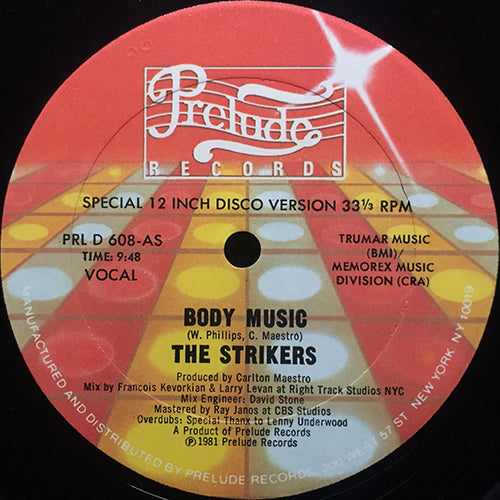 Prelude
RECORDS
SPECIAL 12 INCH DISCO VERSION 33⅓ RPM
PRL D 608-AS
TIME: 9:48
VOCAL
TRUMAR MUSIC
(BMI)/
MEMOREX MUSIC
DIVISION (CRA)
BODY MUSIC
(W. Phillips, C. Maestro)
THE STRIKERS
Produced by Carlton Maestro
Mix by Francois Kevorkian & Larry Levan at Right Track Studios NYC
Mix Engineer: David Stone
Mastered by Ray Janos at CBS Studios
Overdubs: Special Thanx to Lenny Underwood
A Product of Prelude Records
℗ 1981 Prelude Records
MANUFACTURED AND DISTRIBUTED BY PRELUDE RECORDS, 200 WEST 57 ST. NEW YORK, NY 10019